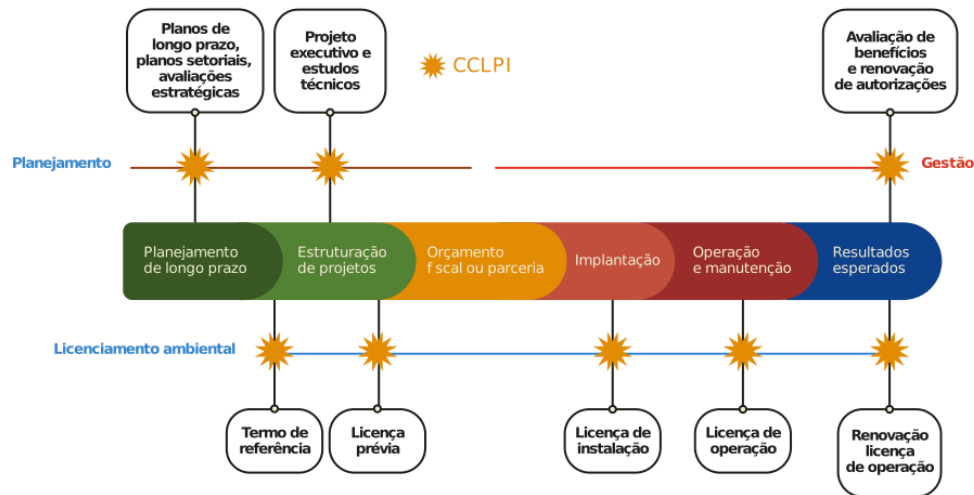 Planos de
longo prazo,
planos setoriais,
avaliações
estratégicas
Projeto
executivo e
estudos
técnicos
CCLPI
Avaliação de
benefícios
e renovação
de autorizações
Planejamento
Gestão
Planejamento
de longo prazo
Estruturação
de projetos
Orçamento
f scal ou parceria
Implantação
Operação
e manutenção
Resultados
esperados
Licenciamento ambiental
Termo de
referência
Licença
prévia
Licença de
instalação
Licença de
operação
Renovação
licença
de operação